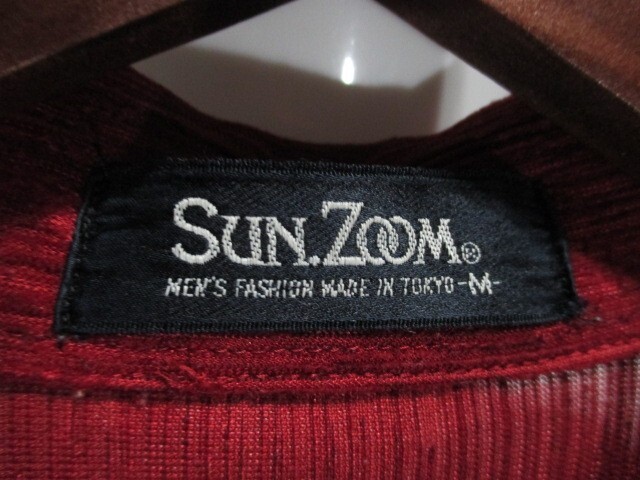 SUN.ZOOM®
MEN'S FASHION MADE IN TOKYO -M-